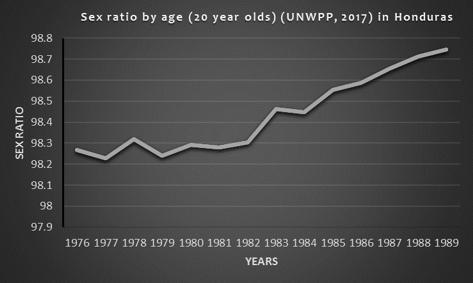 Sex ratio by age (20 year olds) (UNWPP, 2017) in Honduras
SEX RATIO
98.8
98.7
98.6
98.5
98.4
98.3
98.2
98.1
98
97.9
1976 1977 1978 1979 1980 1981 1982 1983 1984 1985 1986 1987 1988 1989
YEARS